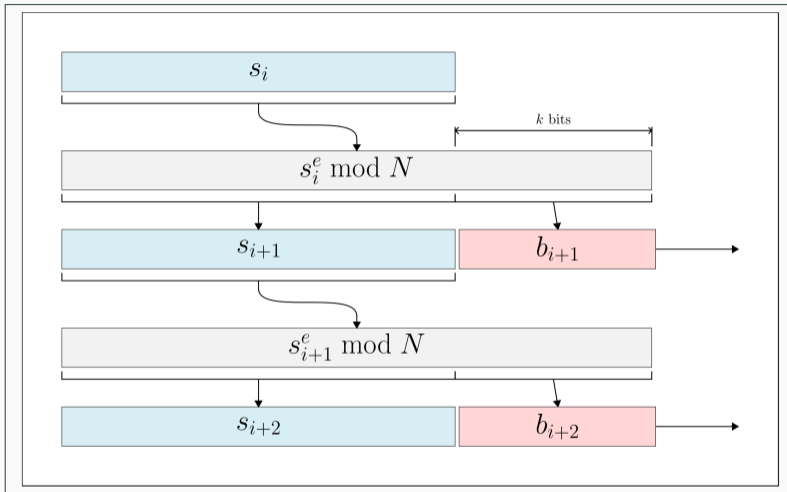 s_i
k bits
s_i^e mod N
s_{i+1}
b_{i+1}
s_{i+1}^e mod N
s_{i+2}
b_{i+2}